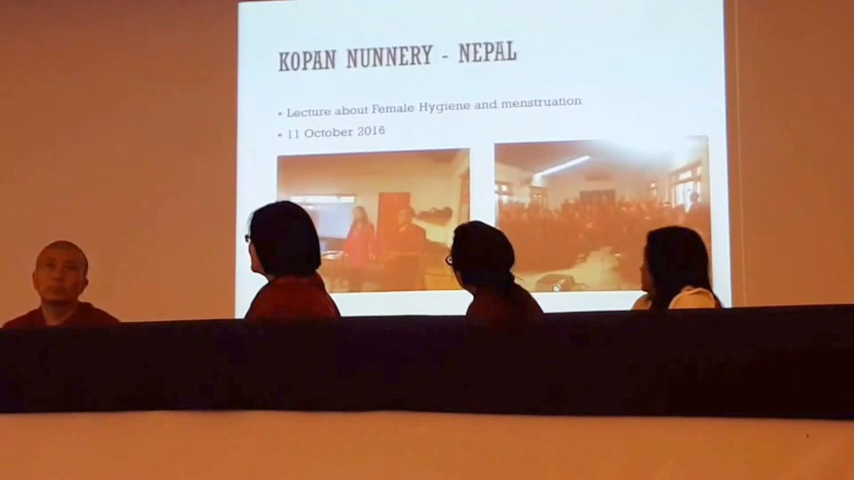 KOPAN NUNNERY - NEPAL
• Lecture about Female Hygiene and menstruation
• 11 October 2016